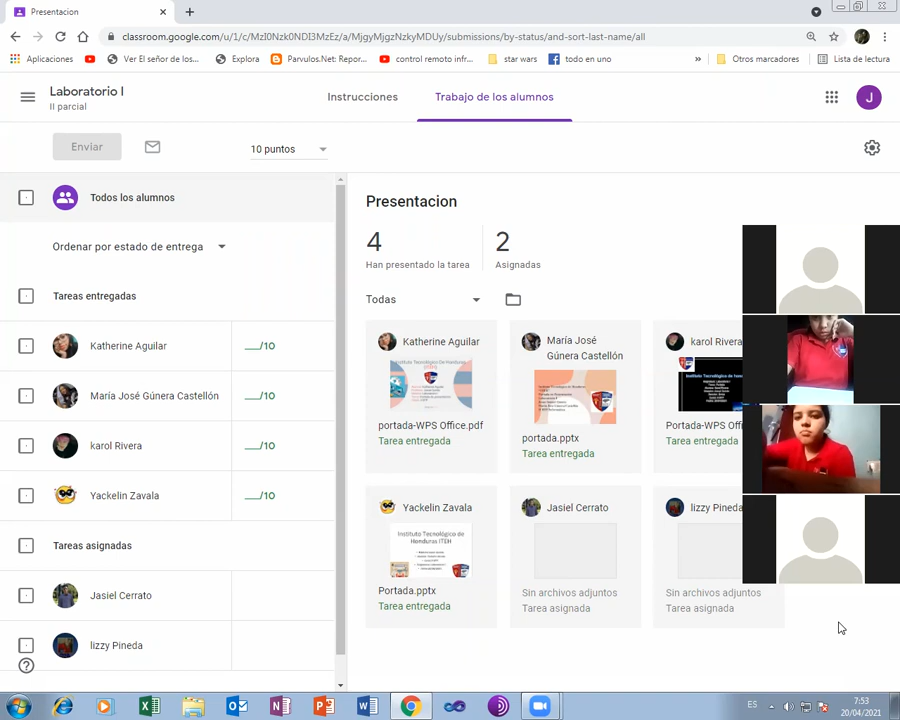 Presentacion
classroom.google.com/u/1/c/MzI0Nzk0NDI3MzEz/a/MjgyMjgzNzkyMDUy/submissions/by-status/and-sort-last-name/all
Aplicaciones
Ver El señor de los...
Explora
Parvulos.Net: Repor...
control remoto infr...
star wars
todo en uno
»
Otros marcadores
Lista de lectura
Laboratorio I
II parcial
Instrucciones
Trabajo de los alumnos
J
Enviar
10 puntos
Todos los alumnos
Ordenar por estado de entrega
Tareas entregadas
Katherine Aguilar
___/10
María José Gúnera Castellón
___/10
karol Rivera
___/10
Yackelin Zavala
___/10
Tareas asignadas
Jasiel Cerrato
lizzy Pineda
Presentacion
4
Han presentado la tarea
2
Asignadas
Todas
Katherine Aguilar
portada-WPS Office.pdf
Tarea entregada
María José
Gúnera Castellón
portada.pptx
Tarea entregada
karol Rivera
Portada-WPS Offi
Tarea entregada
Yackelin Zavala
Instituto Tecnológico de
Honduras ITEH
Portada.pptx
Tarea entregada
Jasiel Cerrato
Sin archivos adjuntos
Tarea asignada
lizzy Pineda
Sin archivos adjuntos
Tarea asignada
ES
7:53
20/04/2021